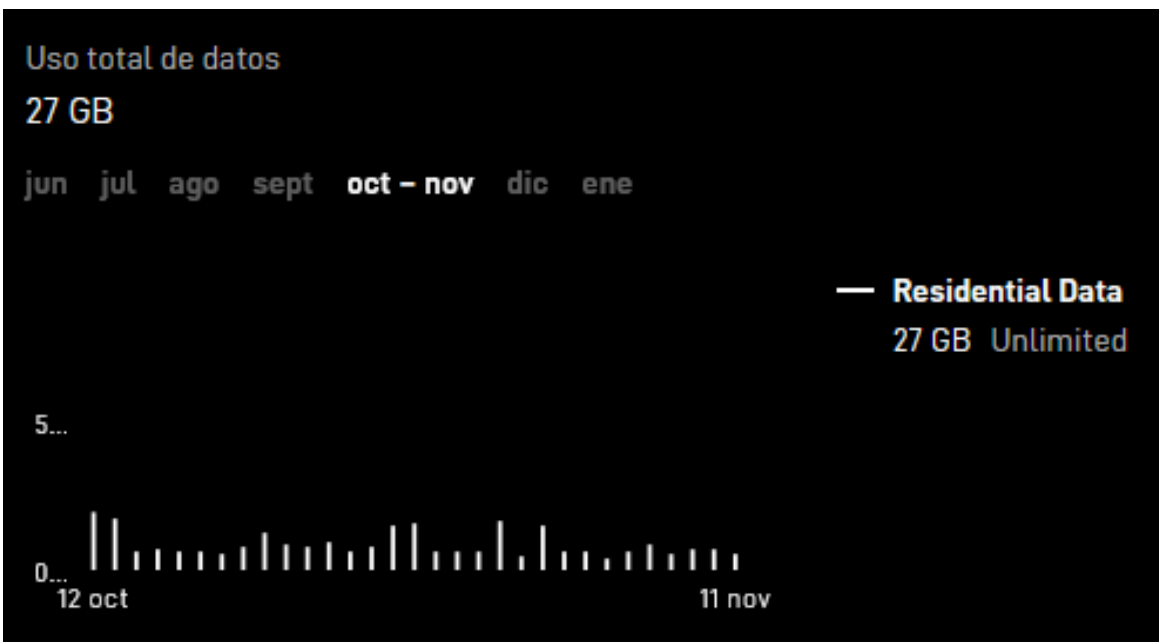 Uso total de datos
27 GB
jun jul ago sept oct – nov dic ene
Residential Data
27 GB Unlimited
5...
0...
12 oct 11 nov